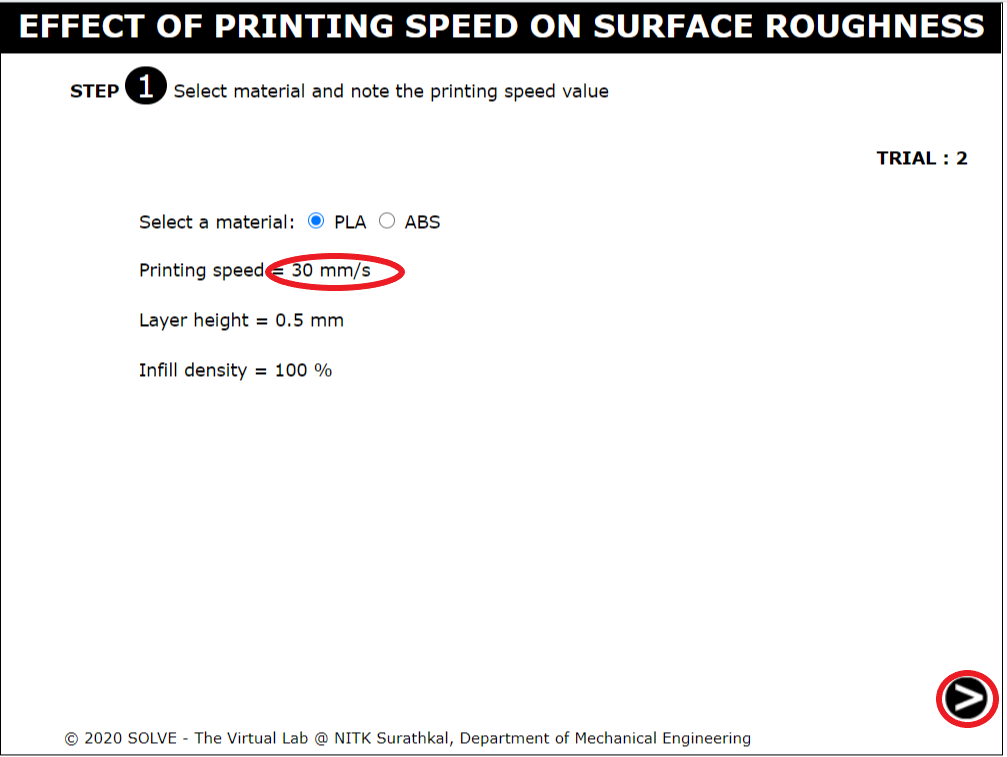 EFFECT OF PRINTING SPEED ON SURFACE ROUGHNESS
STEP 1 Select material and note the printing speed value
TRIAL : 2
Select a material: PLA ABS
Printing speed = 30 mm/s
Layer height = 0.5 mm
Infill density = 100 %
>
© 2020 SOLVE - The Virtual Lab @ NITK Surathkal, Department of Mechanical Engineering